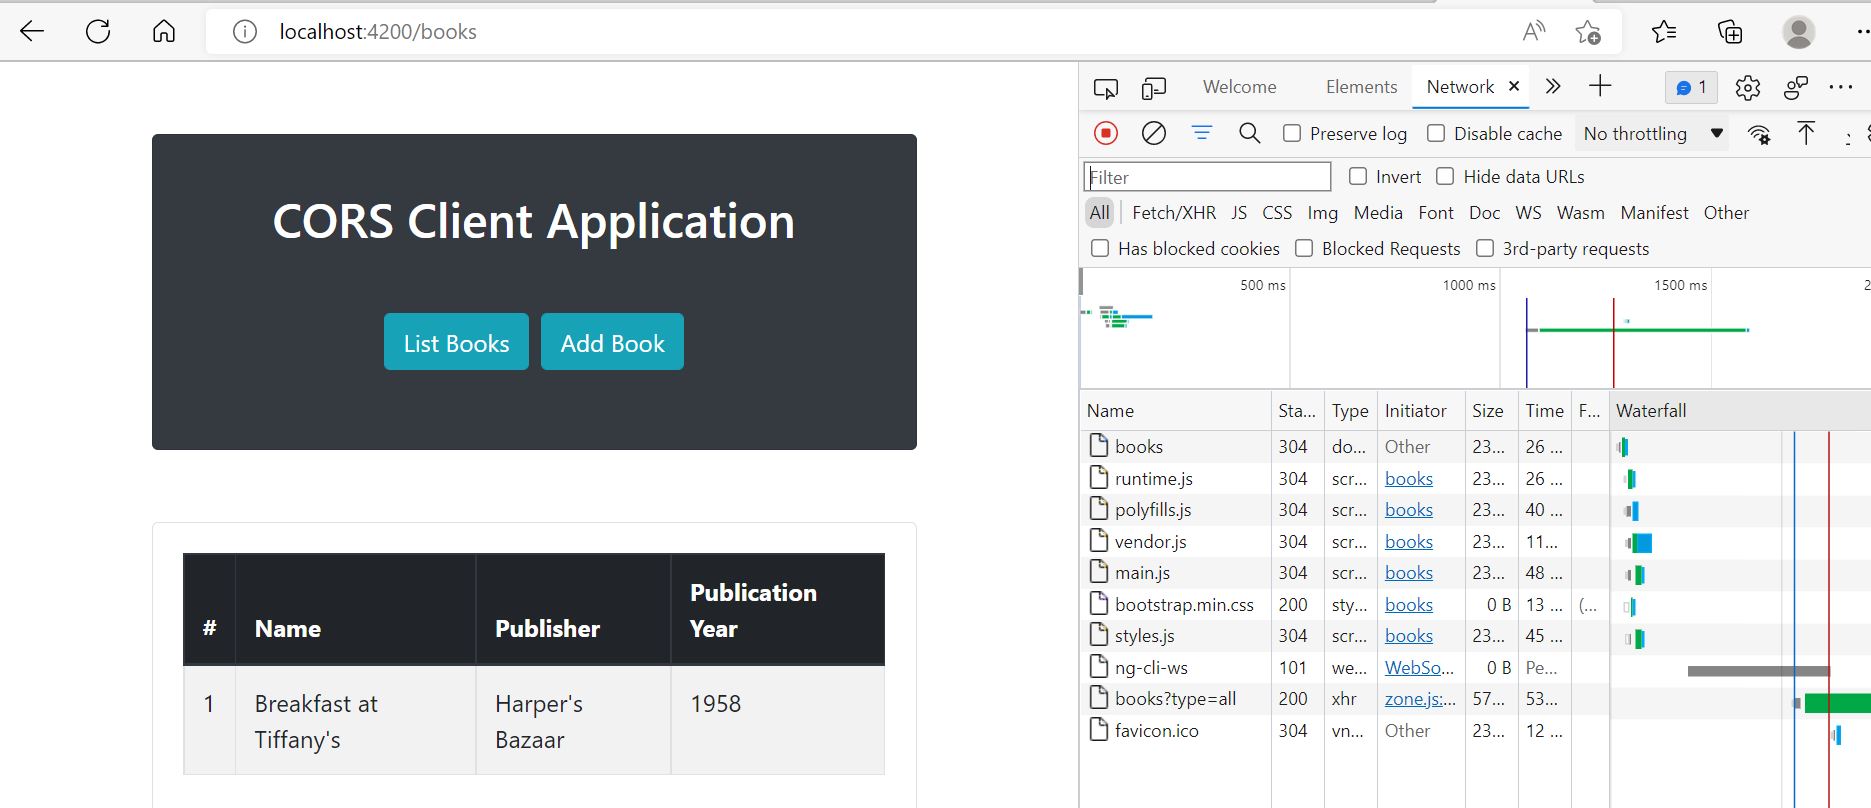 localhost:4200/books
CORS Client Application
List Books Add Book
# Name Publisher Publication Year
1 Breakfast at Tiffany's Harper's Bazaar 1958
Welcome Elements Network 1
Preserve log Disable cache No throttling
Filter Invert Hide data URLs
All Fetch/XHR JS CSS Img Media Font Doc WS Wasm Manifest Other
Has blocked cookies Blocked Requests 3rd-party requests
500 ms 1000 ms 1500 ms 2
Name Sta... Type Initiator Size Time F... Waterfall
books 304 do... Other 23... 26 ...
runtime.js 304 scr... books 23... 26 ...
polyfills.js 304 scr... books 23... 40 ...
vendor.js 304 scr... books 23... 11...
main.js 304 scr... books 23... 48 ...
bootstrap.min.css 200 sty... books 0 B 13 ... (...
styles.js 304 scr... books 23... 45 ...
ng-cli-ws 101 we... WebSo... 0 B Pe...
books?type=all 200 xhr zone.js:... 57... 53...
favicon.ico 304 vn... Other 23... 12 ...